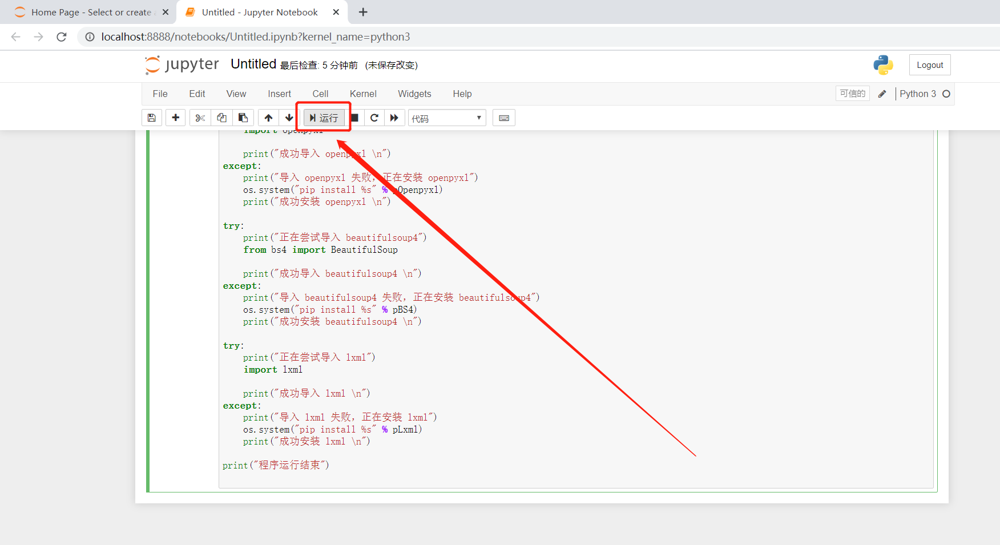 Home Page - Select or create a
Untitled - Jupyter Notebook
localhost:8888/notebooks/Untitled.ipynb?kernel_name=python3
jupyter Untitled 最后检查: 5 分钟前 (未保存改变)
Logout
File Edit View Insert Cell Kernel Widgets Help
可信的 Python 3
运行 代码
import openpyxl
print("成功导入 openpyxl \n")
except:
print("导入 openpyxl 失败, 正在安装 openpyxl")
os.system("pip install %s" % pOpenpyxl)
print("成功安装 openpyxl \n")
try:
print("正在尝试导入 beautifulsoup4")
from bs4 import BeautifulSoup
print("成功导入 beautifulsoup4 \n")
except:
print("导入 beautifulsoup4 失败, 正在安装 beautifulsoup4")
os.system("pip install %s" % pBS4)
print("成功安装 beautifulsoup4 \n")
try:
print("正在尝试导入 lxml")
import lxml
print("成功导入 lxml \n")
except:
print("导入 lxml 失败, 正在安装 lxml")
os.system("pip install %s" % pLxml)
print("成功安装 lxml \n")
print("程序运行结束")